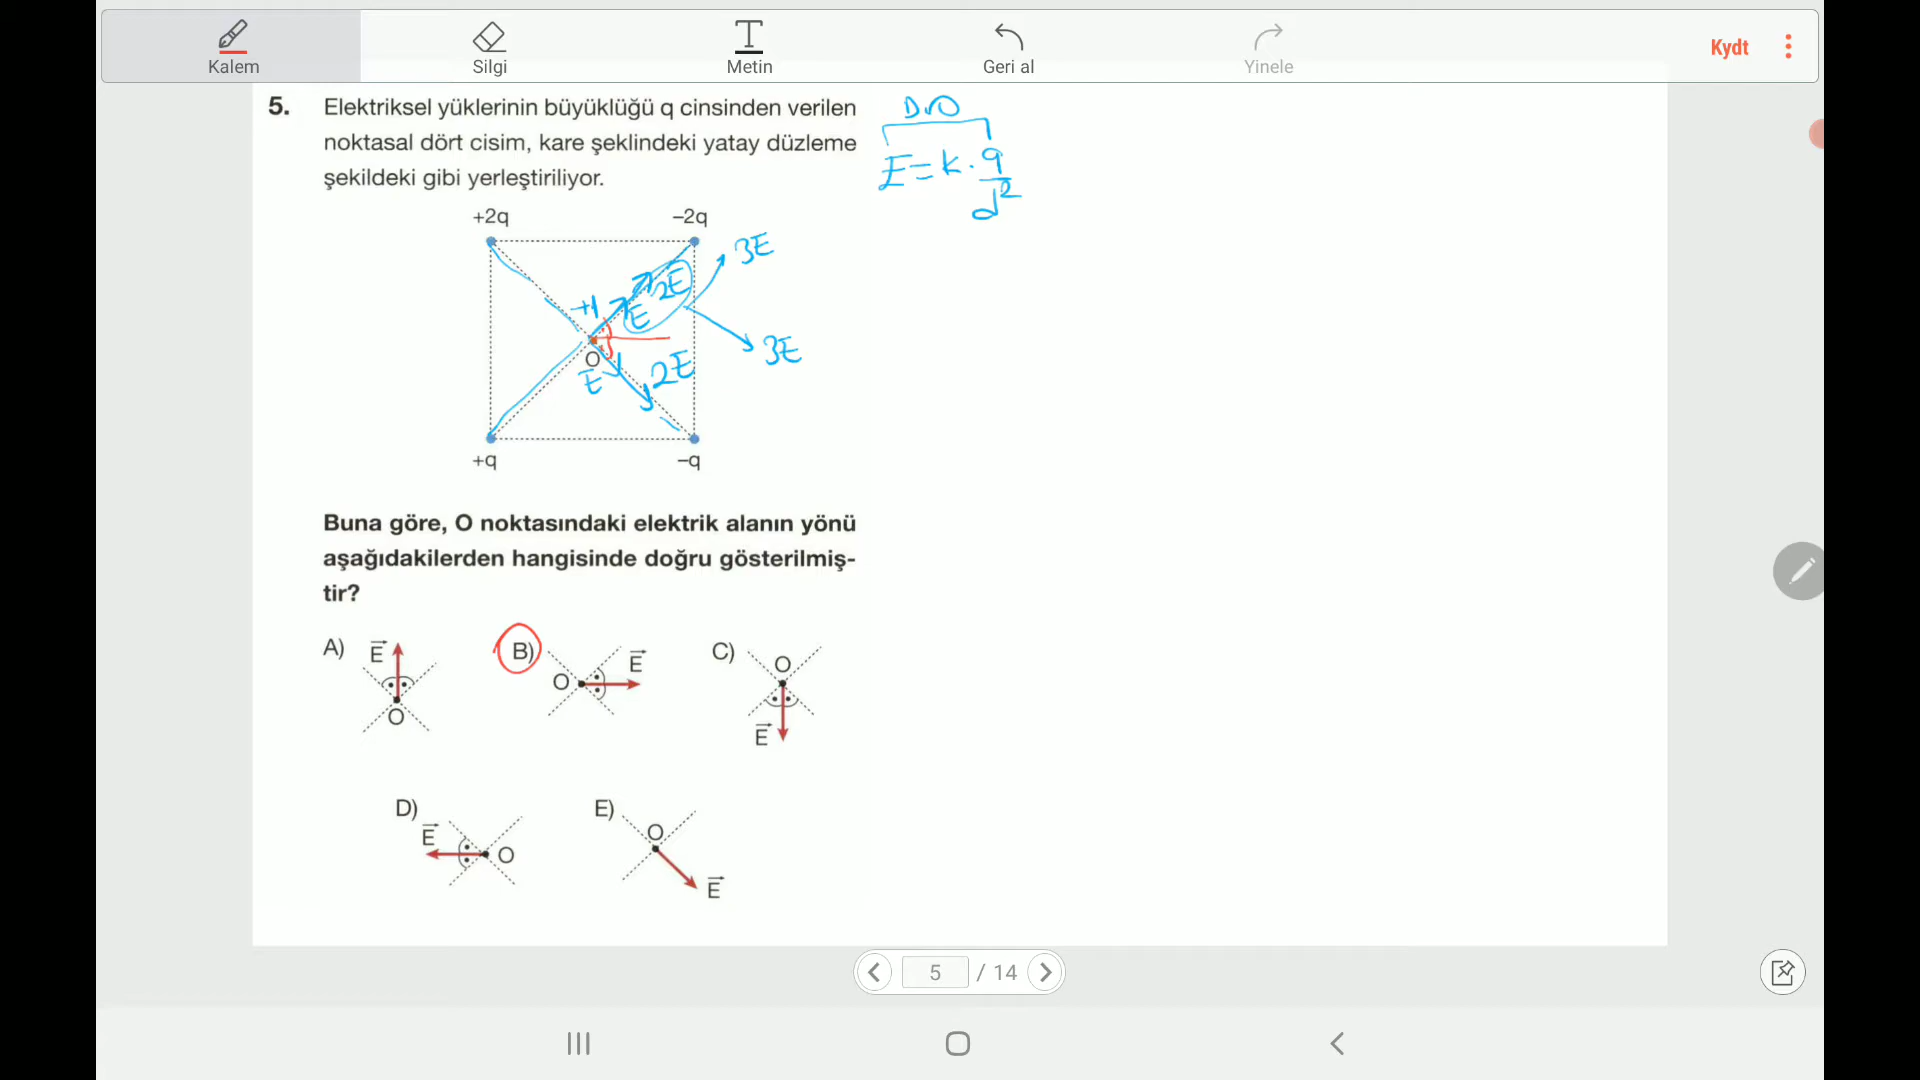 Kalem
Silgi
Metin
Geri al
Yinele
Kydt
5. Elektriksel yüklerinin büyüklüğü q cinsinden verilen
noktasal dört cisim, kare şeklindeki yatay düzleme
şekildeki gibi yerleştiriliyor.
D.O
E = k · q
d²
+2q
−2q
3E
2E
E
+1
O
3E
E
2E
+q
−q
Buna göre, O noktasındaki elektrik alanın yönü
aşağıdakilerden hangisinde doğru gösterilmiş-
tir?
A) E O
B) O E
C) O E
D) E O
E) O E
5 / 14